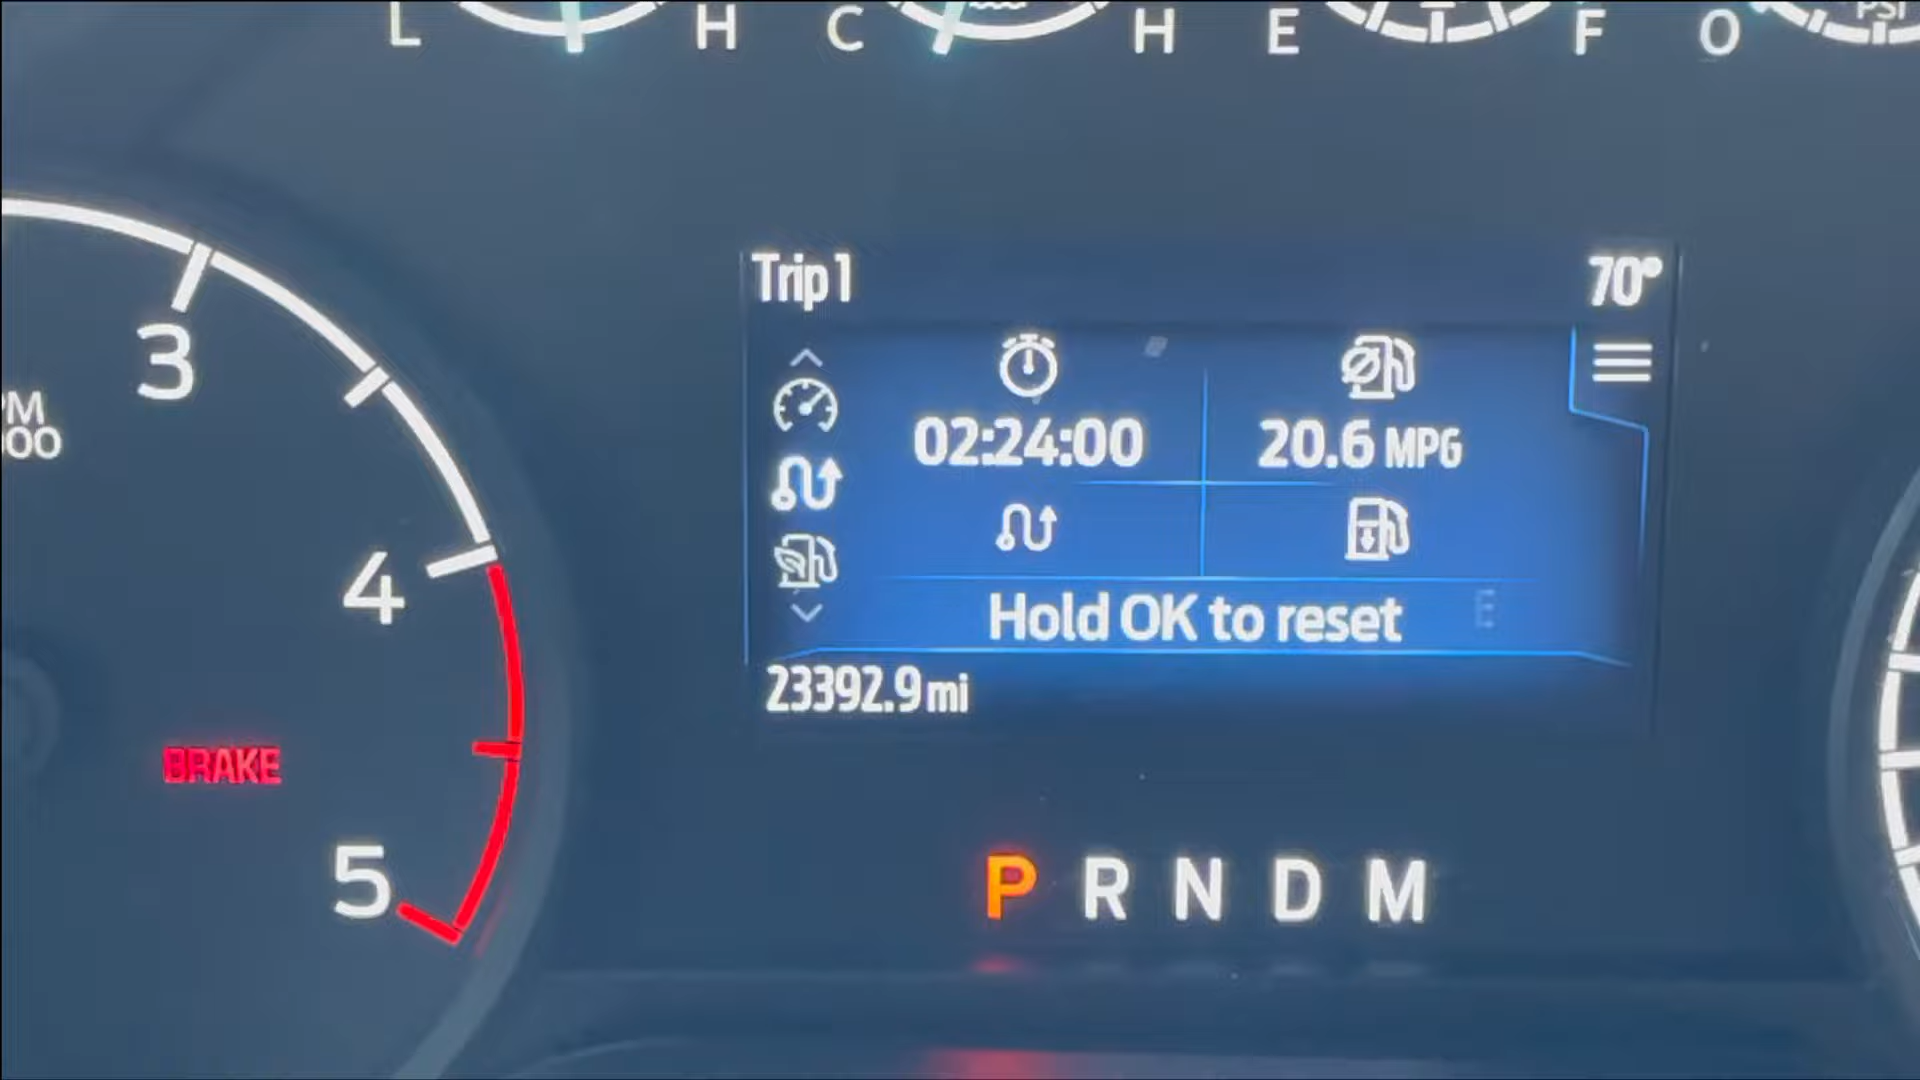 L H C H E F O PSI
Trip 1 70°
3
02:24:00 20.6 MPG
4
Hold OK to reset
23392.9 mi
BRAKE
5
P R N D M